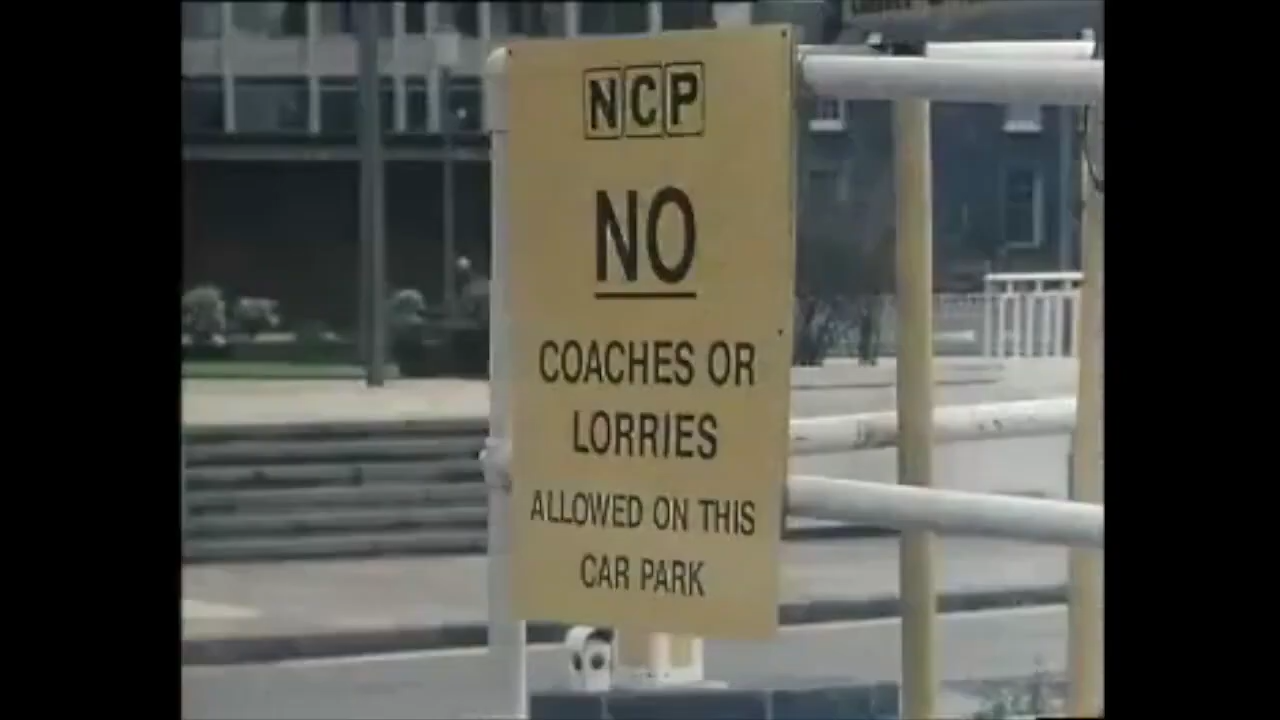 NCP
NO
COACHES OR
LORRIES
ALLOWED ON THIS
CAR PARK